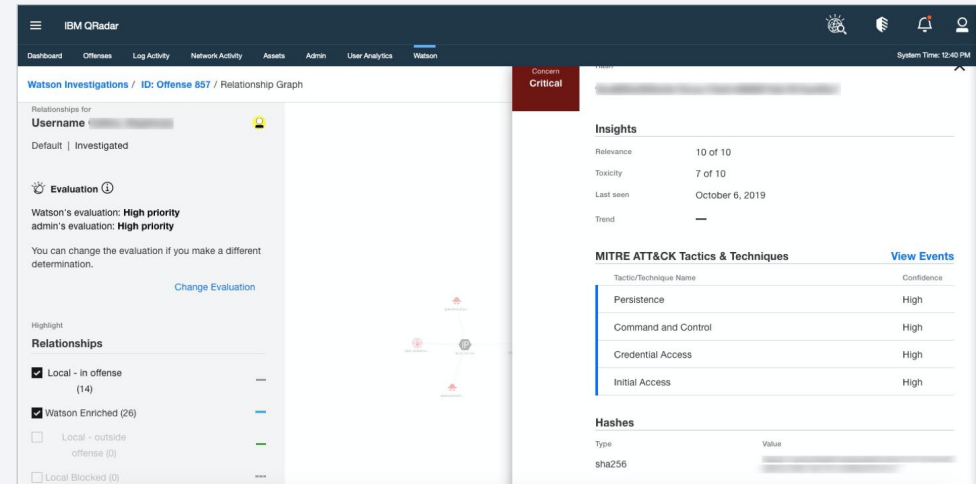 IBM QRadar
Dashboard Offenses Log Activity Network Activity Assets Admin User Analytics Watson
System Time: 12:40 PM
Watson Investigations / ID: Offense 857 / Relationship Graph
Relationships for
Username
Default | Investigated
Evaluation
Watson's evaluation: High priority
admin's evaluation: High priority
You can change the evaluation if you make a different
determination.
Change Evaluation
Highlight
Relationships
Local - in offense
(14)
Watson Enriched (26)
Local - outside
offense (0)
Local Blocked (0)
IP
Concern
Critical
Hash
Insights
Relevance 10 of 10
Toxicity 7 of 10
Last seen October 6, 2019
Trend —
MITRE ATT&CK Tactics & Techniques View Events
Tactic/Technique Name Confidence
Persistence High
Command and Control High
Credential Access High
Initial Access High
Hashes
Type Value
sha256